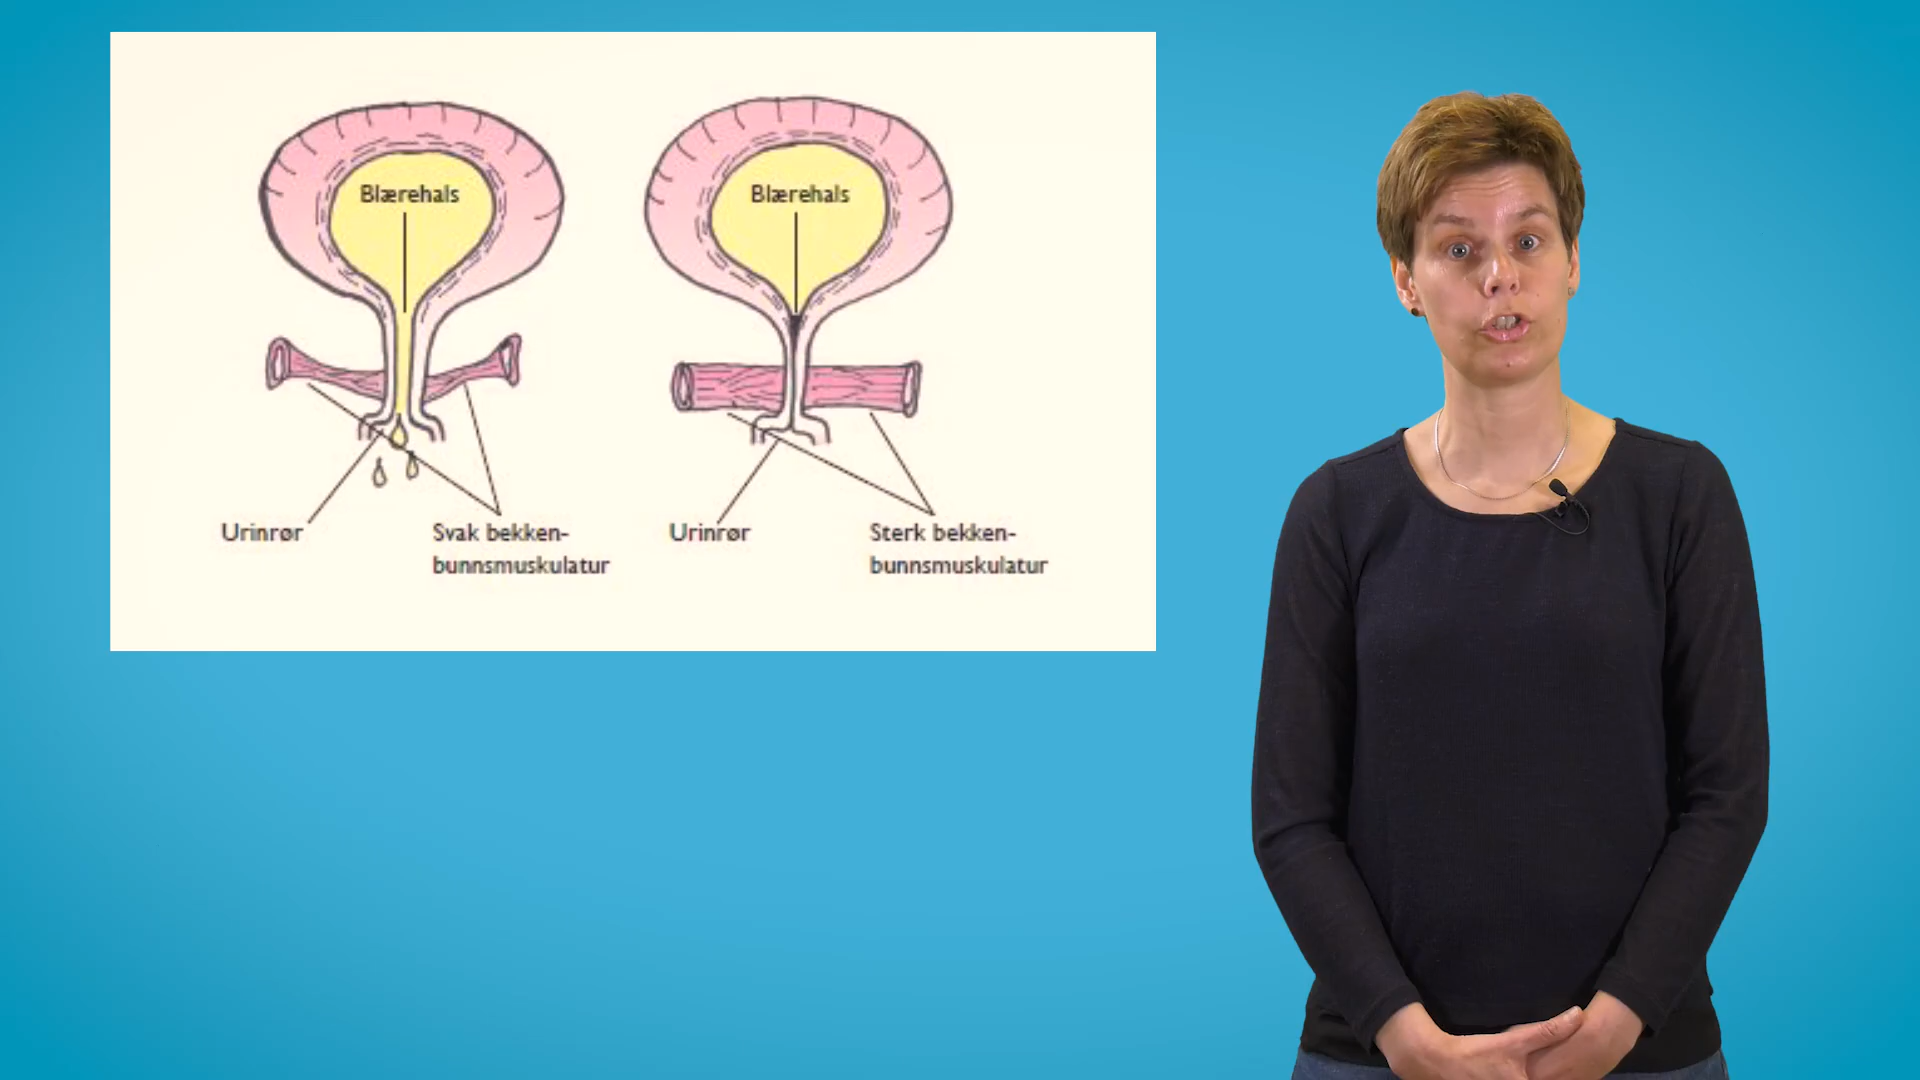 Blærehals
Blærehals
Urinrør
Svak bekken-
bunnsmuskulatur
Urinrør
Sterk bekken-
bunnsmuskulatur